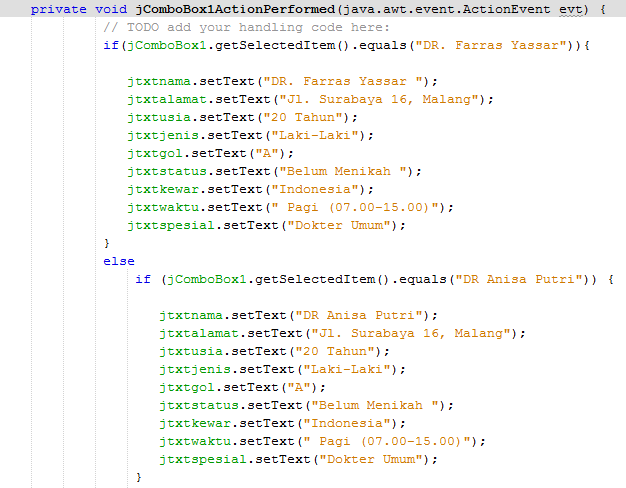 private void jComboBox1ActionPerformed(java.awt.event.ActionEvent evt) {
// TODO add your handling code here:
if(jComboBox1.getSelectedItem().equals("DR. Farras Yassar")){
jtxtnama.setText("DR. Farras Yassar ");
jtxtalamat.setText("Jl. Surabaya 16, Malang");
jtxtusia.setText("20 Tahun");
jtxtjenis.setText("Laki-Laki");
jtxtgol.setText("A");
jtxtstatus.setText("Belum Menikah ");
jtxtkewar.setText("Indonesia");
jtxtwaktu.setText(" Pagi (07.00-15.00)");
jtxtspesial.setText("Dokter Umum");
}
else
if (jComboBox1.getSelectedItem().equals("DR Anisa Putri")) {
jtxtnama.setText("DR Anisa Putri");
jtxtalamat.setText("Jl. Surabaya 16, Malang");
jtxtusia.setText("20 Tahun");
jtxtjenis.setText("Laki-Laki");
jtxtgol.setText("A");
jtxtstatus.setText("Belum Menikah ");
jtxtkewar.setText("Indonesia");
jtxtwaktu.setText(" Pagi (07.00-15.00)");
jtxtspesial.setText("Dokter Umum");
}